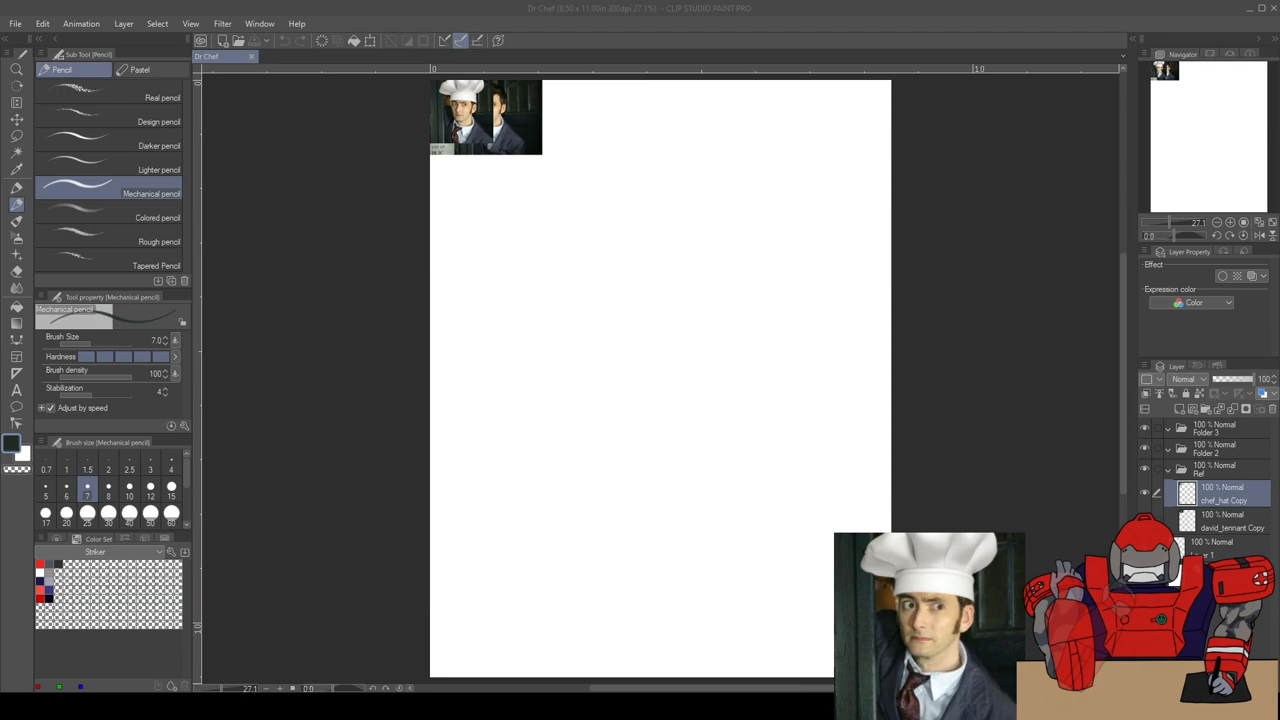 Dr Chef (8.50 x 11.00in 300dpi 27.1%) - CLIP STUDIO PAINT PRO
File Edit Animation Layer Select View Filter Window Help
Sub Tool [Pencil]
Pencil Pastel
Real pencil
Design pencil
Darker pencil
Lighter pencil
Mechanical pencil
Colored pencil
Rough pencil
Tapered Pencil
Tool property [Mechanical pencil]
Mechanical pencil
Brush Size 7.0
Hardness
Brush density 100
Stabilization 4
Adjust by speed
Brush size [Mechanical pencil]
0.7 1 1.5 2 2.5 3 4
5 6 7 8 10 12 15
17 20 25 30 40 50 60
Color Set
Striker
Dr Chef
0 10
0
10
27.1 0.0
Navigator
27.1
0.0
Layer Property
Effect
Expression color
Color
Layer
Normal 100
100 % Normal
Folder 3
100 % Normal
Folder 2
100 % Normal
Ref
100 % Normal
chef_hat Copy
100 % Normal
david_tennant Copy
100 % Normal